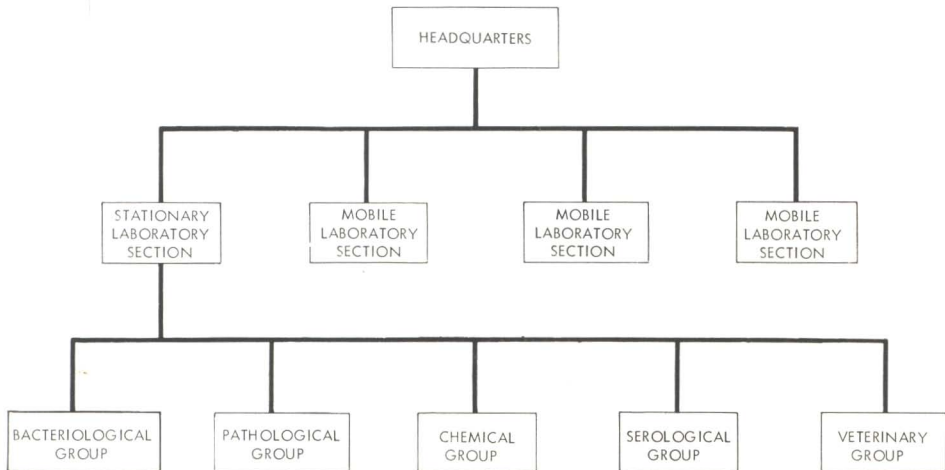 HEADQUARTERS
STATIONARY
LABORATORY
SECTION
MOBILE
LABORATORY
SECTION
MOBILE
LABORATORY
SECTION
MOBILE
LABORATORY
SECTION
BACTERIOLOGICAL
GROUP
PATHOLOGICAL
GROUP
CHEMICAL
GROUP
SEROLOGICAL
GROUP
VETERINARY
GROUP